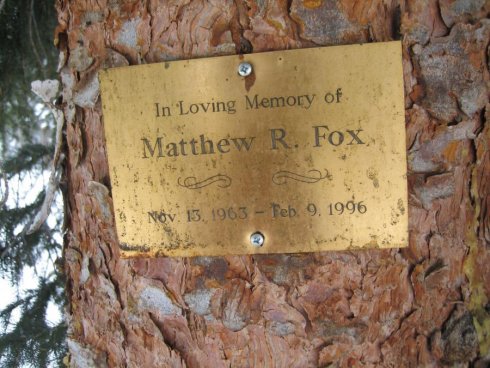 In Loving Memory of
Matthew R. Fox
Nov. 13, 1963 - Feb. 9, 1996